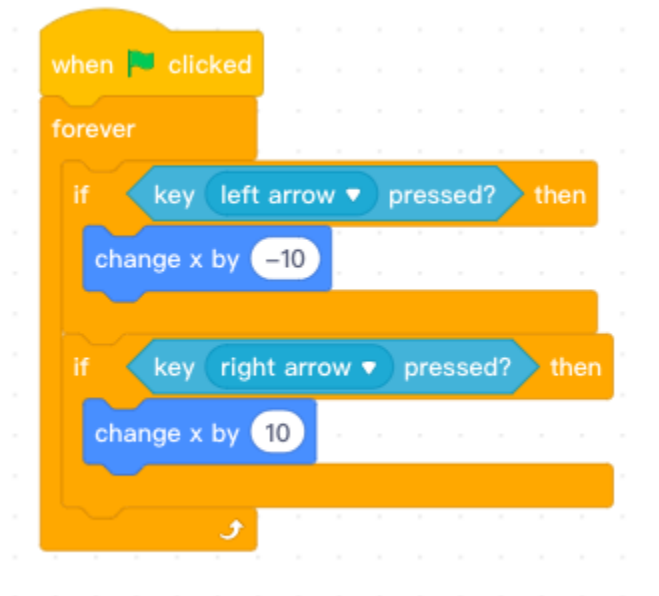 when clicked
forever
if key left arrow pressed? then
change x by -10
if key right arrow pressed? then
change x by 10